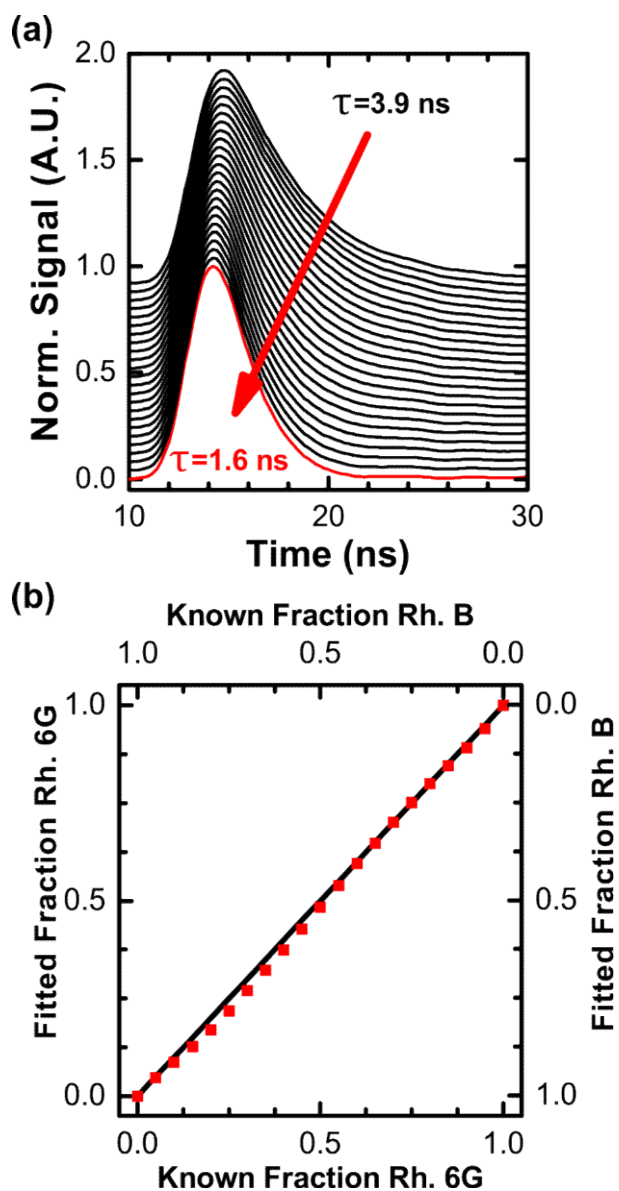 (a)
2.0
1.5
1.0
0.5
0.0
Norm. Signal (A.U.)
τ=3.9 ns
τ=1.6 ns
10 20 30
Time (ns)
(b)
Known Fraction Rh. B
1.0 0.5 0.0
1.0
0.5
0.0
Fitted Fraction Rh. 6G
0.0
0.5
1.0
Fitted Fraction Rh. B
0.0 0.5 1.0
Known Fraction Rh. 6G